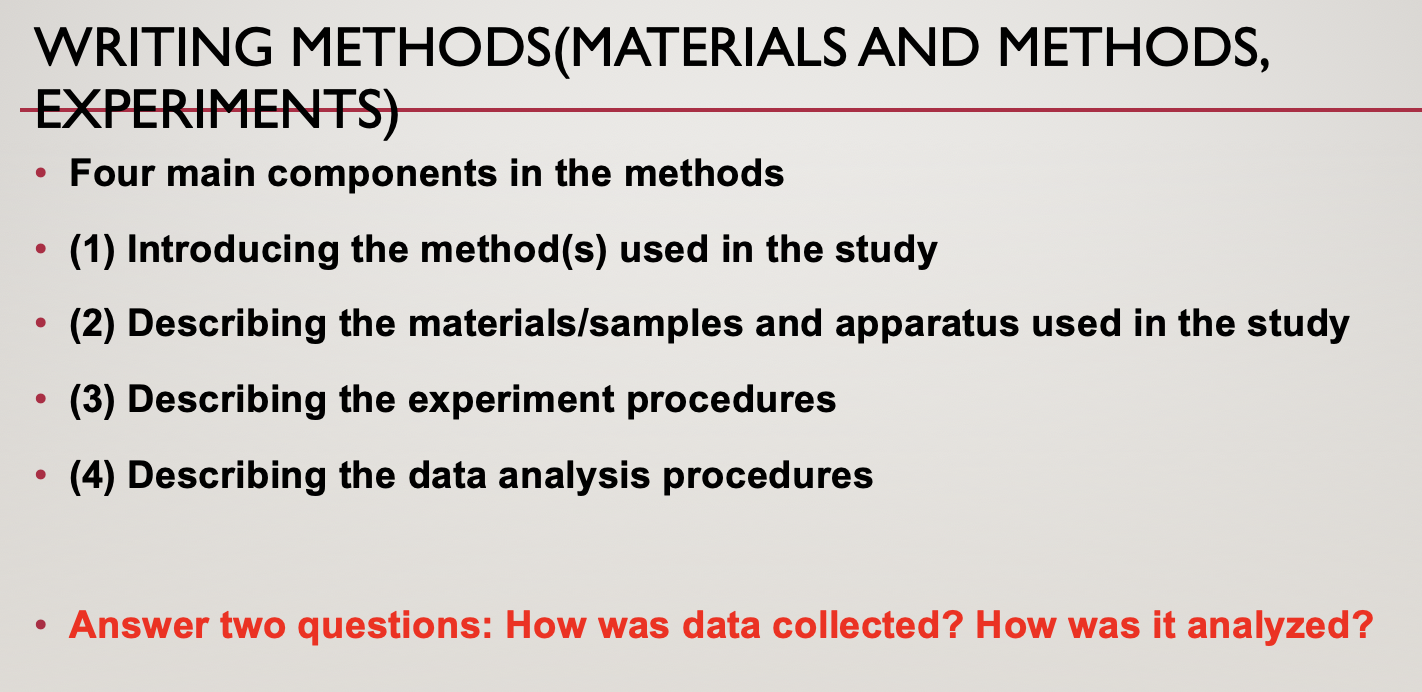 WRITING METHODS(MATERIALS AND METHODS,
EXPERIMENTS)
• Four main components in the methods
• (1) Introducing the method(s) used in the study
• (2) Describing the materials/samples and apparatus used in the study
• (3) Describing the experiment procedures
• (4) Describing the data analysis procedures
• Answer two questions: How was data collected? How was it analyzed?